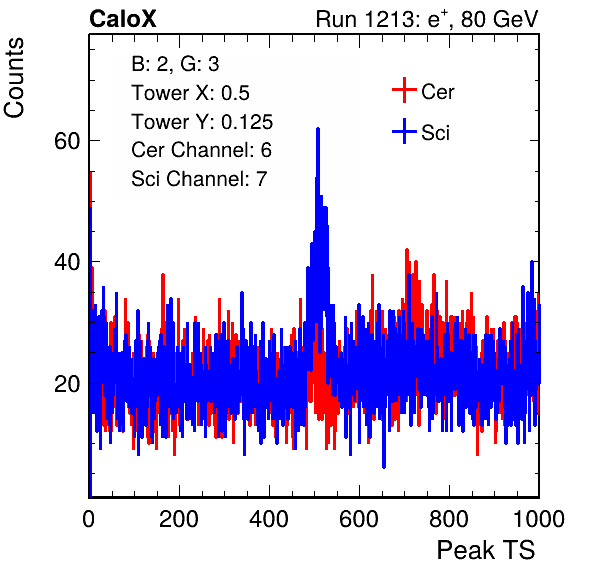 CaloX Run 1213: e⁺, 80 GeV
Counts
B: 2, G: 3
Tower X: 0.5
Tower Y: 0.125
Cer Channel: 6
Sci Channel: 7
Cer
Sci
60
40
20
0 200 400 600 800 1000
Peak TS